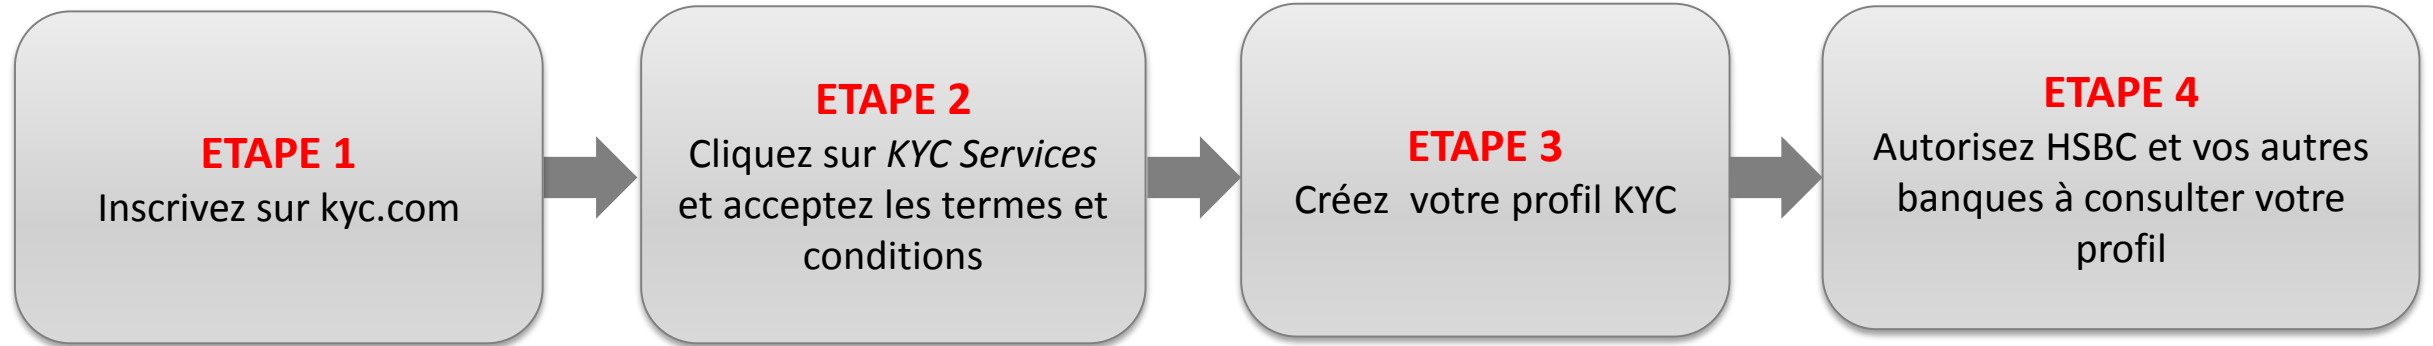 ETAPE 1
Inscrivez sur kyc.com
ETAPE 2
Cliquez sur KYC Services
et acceptez les termes et
conditions
ETAPE 3
Créez  votre profil KYC
ETAPE 4
Autorisez HSBC et vos autres
banques à consulter votre
profil